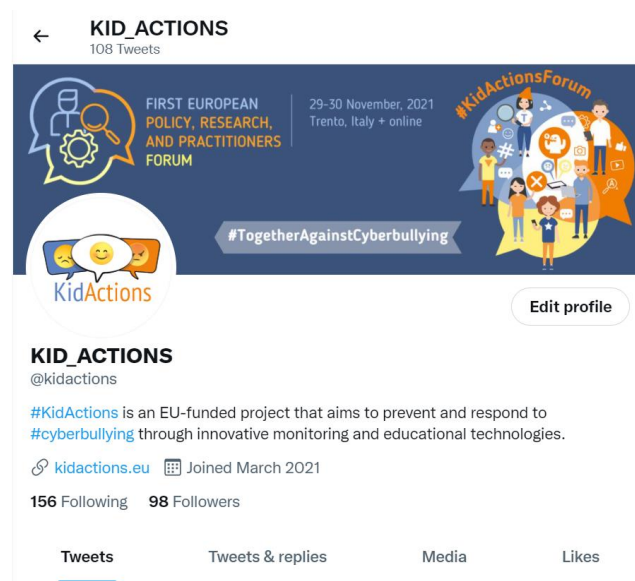 KID_ACTIONS
108 Tweets
FIRST EUROPEAN
POLICY, RESEARCH,
AND PRACTITIONERS
FORUM
29-30 November, 2021
Trento, Italy + online
#KidActionsForum
#TogetherAgainstCyberbullying
KidActions
Edit profile
KID_ACTIONS
@kidactions
#KidActions is an EU-funded project that aims to prevent and respond to
#cyberbullying through innovative monitoring and educational technologies.
kidactions.eu Joined March 2021
156 Following 98 Followers
Tweets Tweets & replies Media Likes